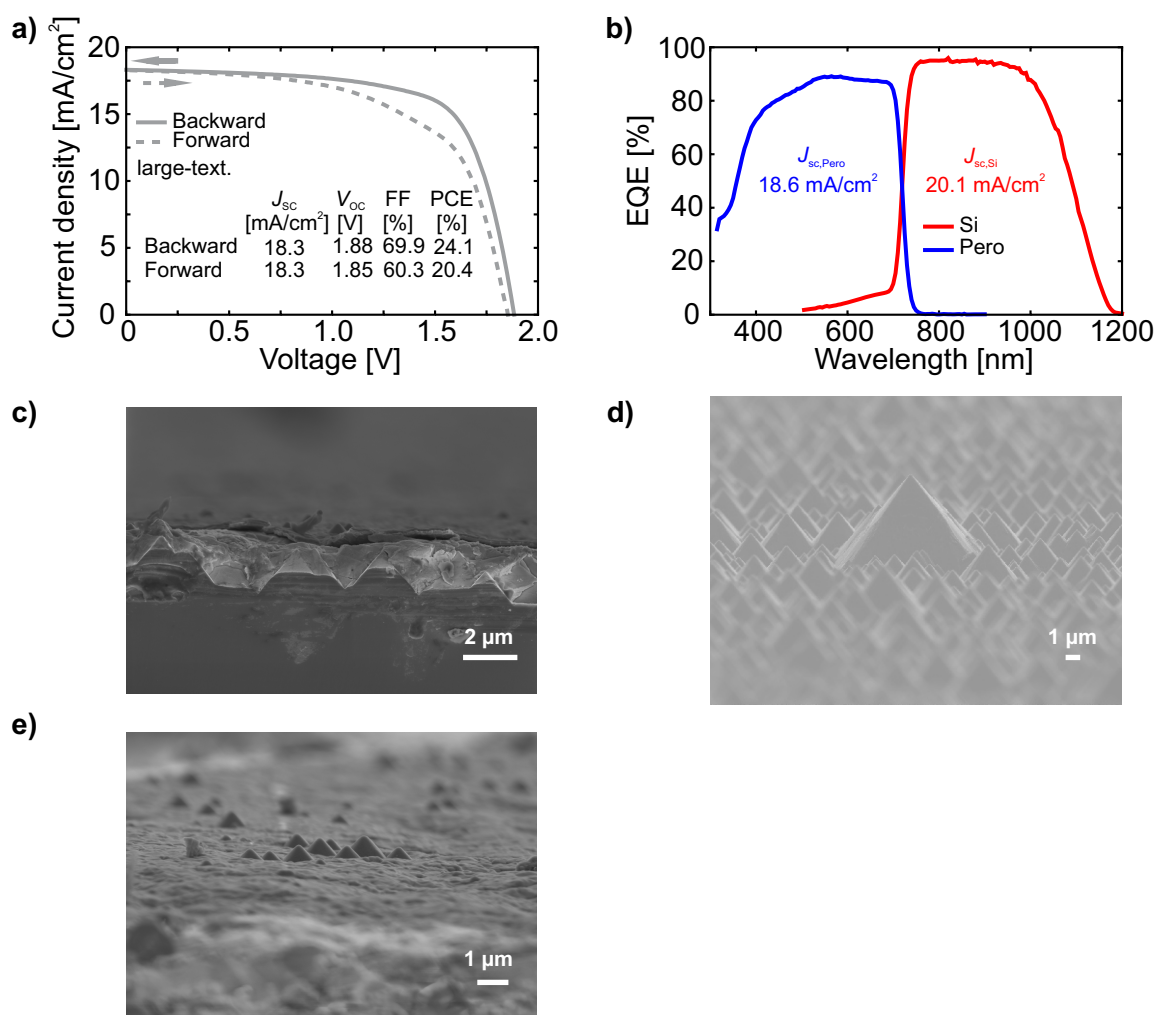 a)
20
15
10
5
0
Current density [mA/cm²]
0
0.5
1.0
1.5
2.0
Voltage [V]
Backward
Forward
large-text.
Jsc VOC FF PCE
[mA/cm²] [V] [%] [%]
Backward 18.3 1.88 69.9 24.1
Forward 18.3 1.85 60.3 20.4
b)
100
80
60
40
20
0
EQE [%]
400
600
800
1000
1200
Wavelength [nm]
Jsc,Pero
18.6 mA/cm²
Jsc,Si
20.1 mA/cm²
Si
Pero
c)
2 µm
d)
1 µm
e)
1 µm